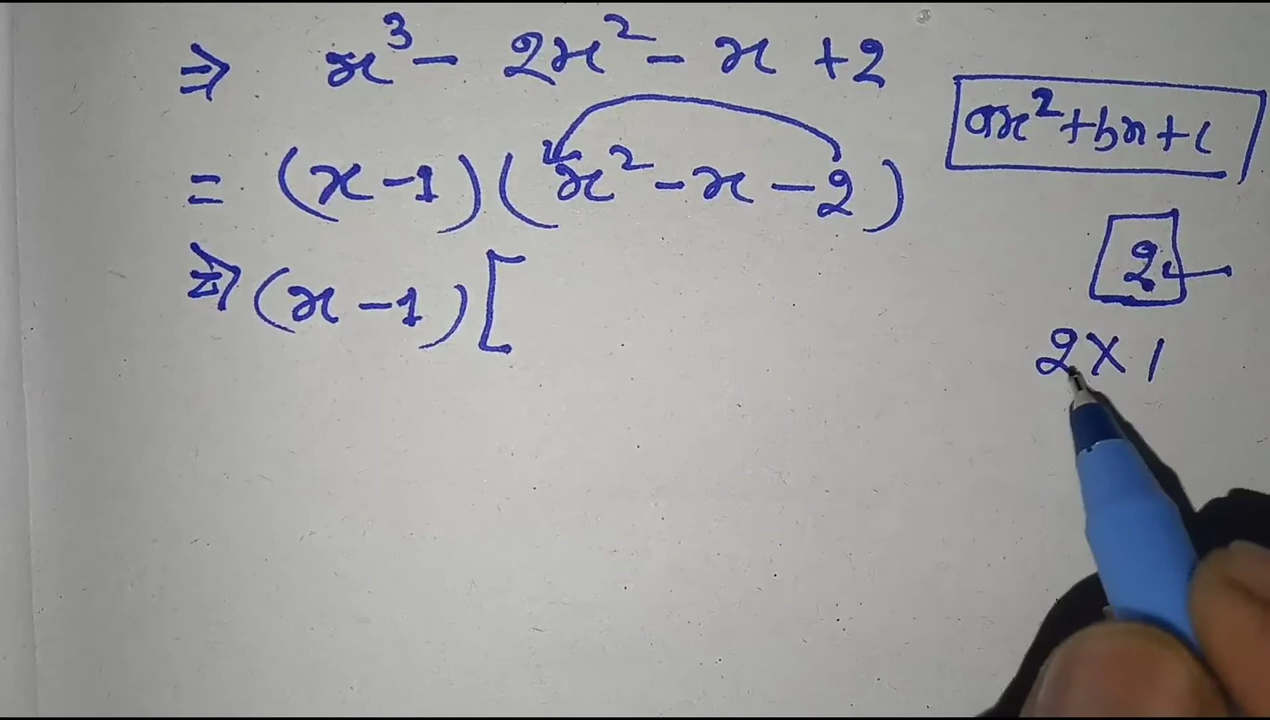 ⇒ x³ - 2x² - x + 2
ax² + bx + c
= (x - 1)(x² - x - 2)
2
⇒ (x - 1)[
2 × 1